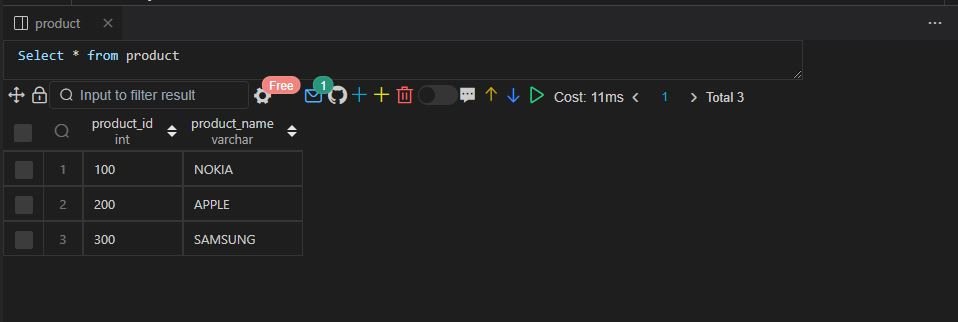 product
Select * from product
Input to filter result Free 1 Cost: 11ms 1 Total 3
product_id product_name
int varchar
1 100 NOKIA
2 200 APPLE
3 300 SAMSUNG